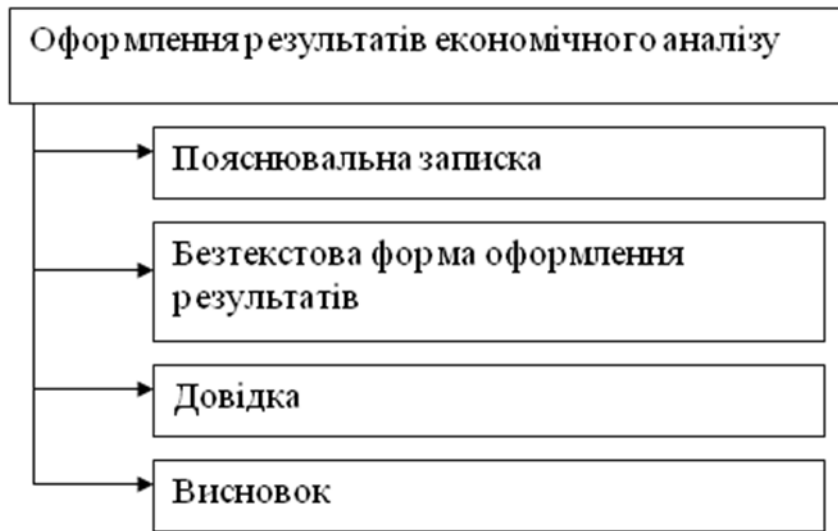 Оформлення результатів економічного аналізу
Пояснювальна записка
Безтекстова форма оформлення
результатів
Довідка
Висновок